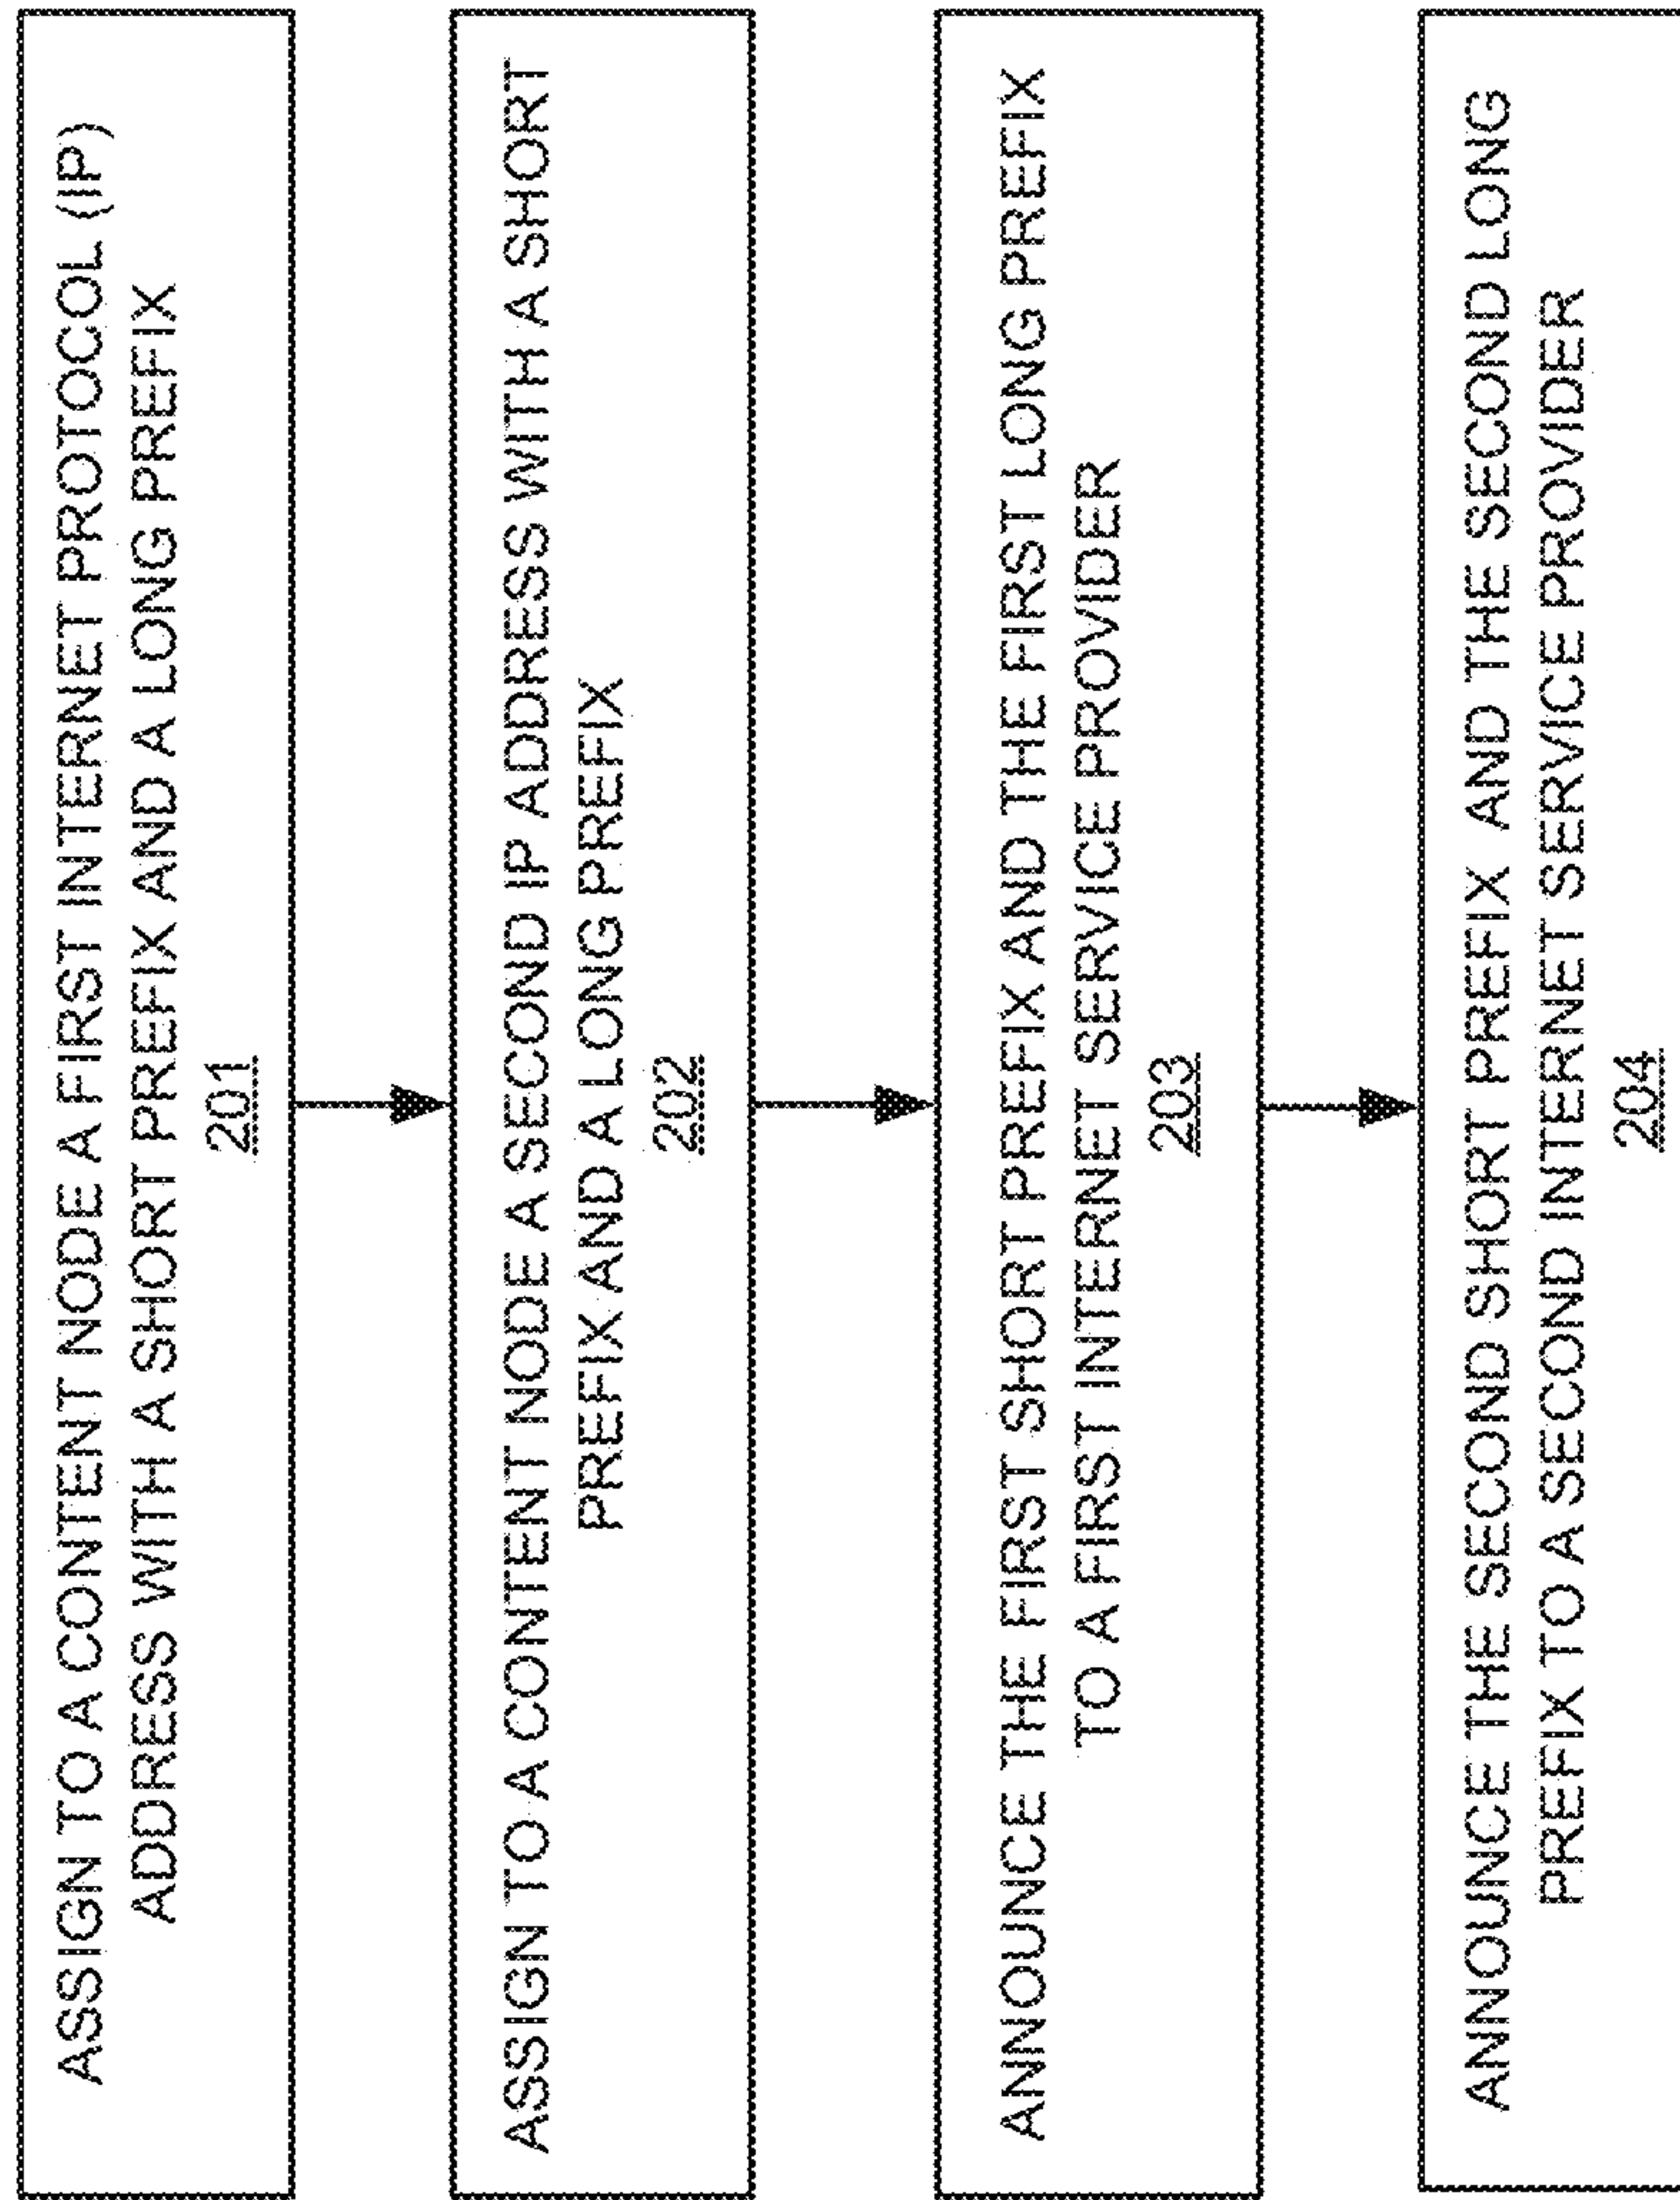 ASSIGN TO A CONTENT NODE A FIRST INTERNET PROTOCOL (IP)
ADDRESS WITH A SHORT PREFIX AND A LONG PREFIX
201
ASSIGN TO A CONTENT NODE A SECOND IP ADDRESS WITH A SHORT
PREFIX AND A LONG PREFIX
202
ANNOUNCE THE FIRST SHORT PREFIX AND THE FIRST LONG PREFIX
TO A FIRST INTERNET SERVICE PROVIDER
203
ANNOUNCE THE SECOND SHORT PREFIX AND THE SECOND LONG
PREFIX TO A SECOND INTERNET SERVICE PROVIDER
204